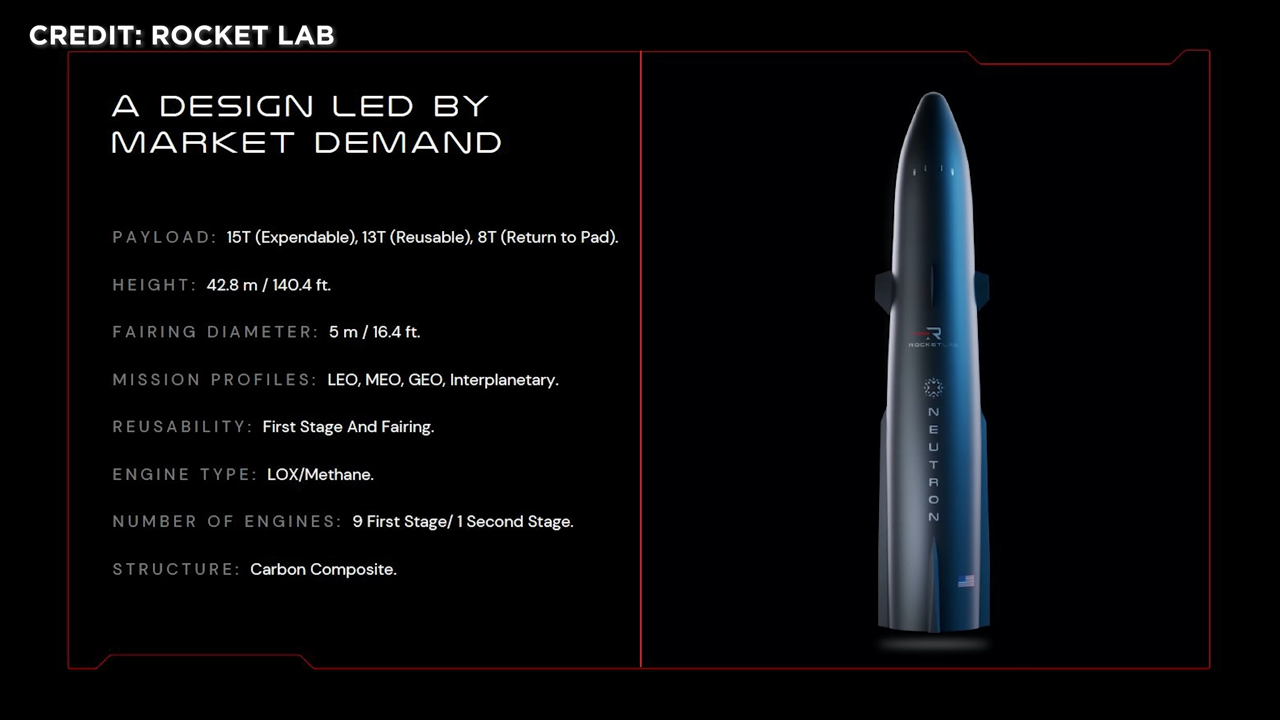 CREDIT: ROCKET LAB
A DESIGN LED BY
MARKET DEMAND
PAYLOAD: 15T (Expendable), 13T (Reusable), 8T (Return to Pad).
HEIGHT: 42.8 m / 140.4 ft.
FAIRING DIAMETER: 5 m / 16.4 ft.
MISSION PROFILES: LEO, MEO, GEO, Interplanetary.
REUSABILITY: First Stage And Fairing.
ENGINE TYPE: LOX/Methane.
NUMBER OF ENGINES: 9 First Stage/ 1 Second Stage.
STRUCTURE: Carbon Composite.
ROCKETLAB
NEUTRON